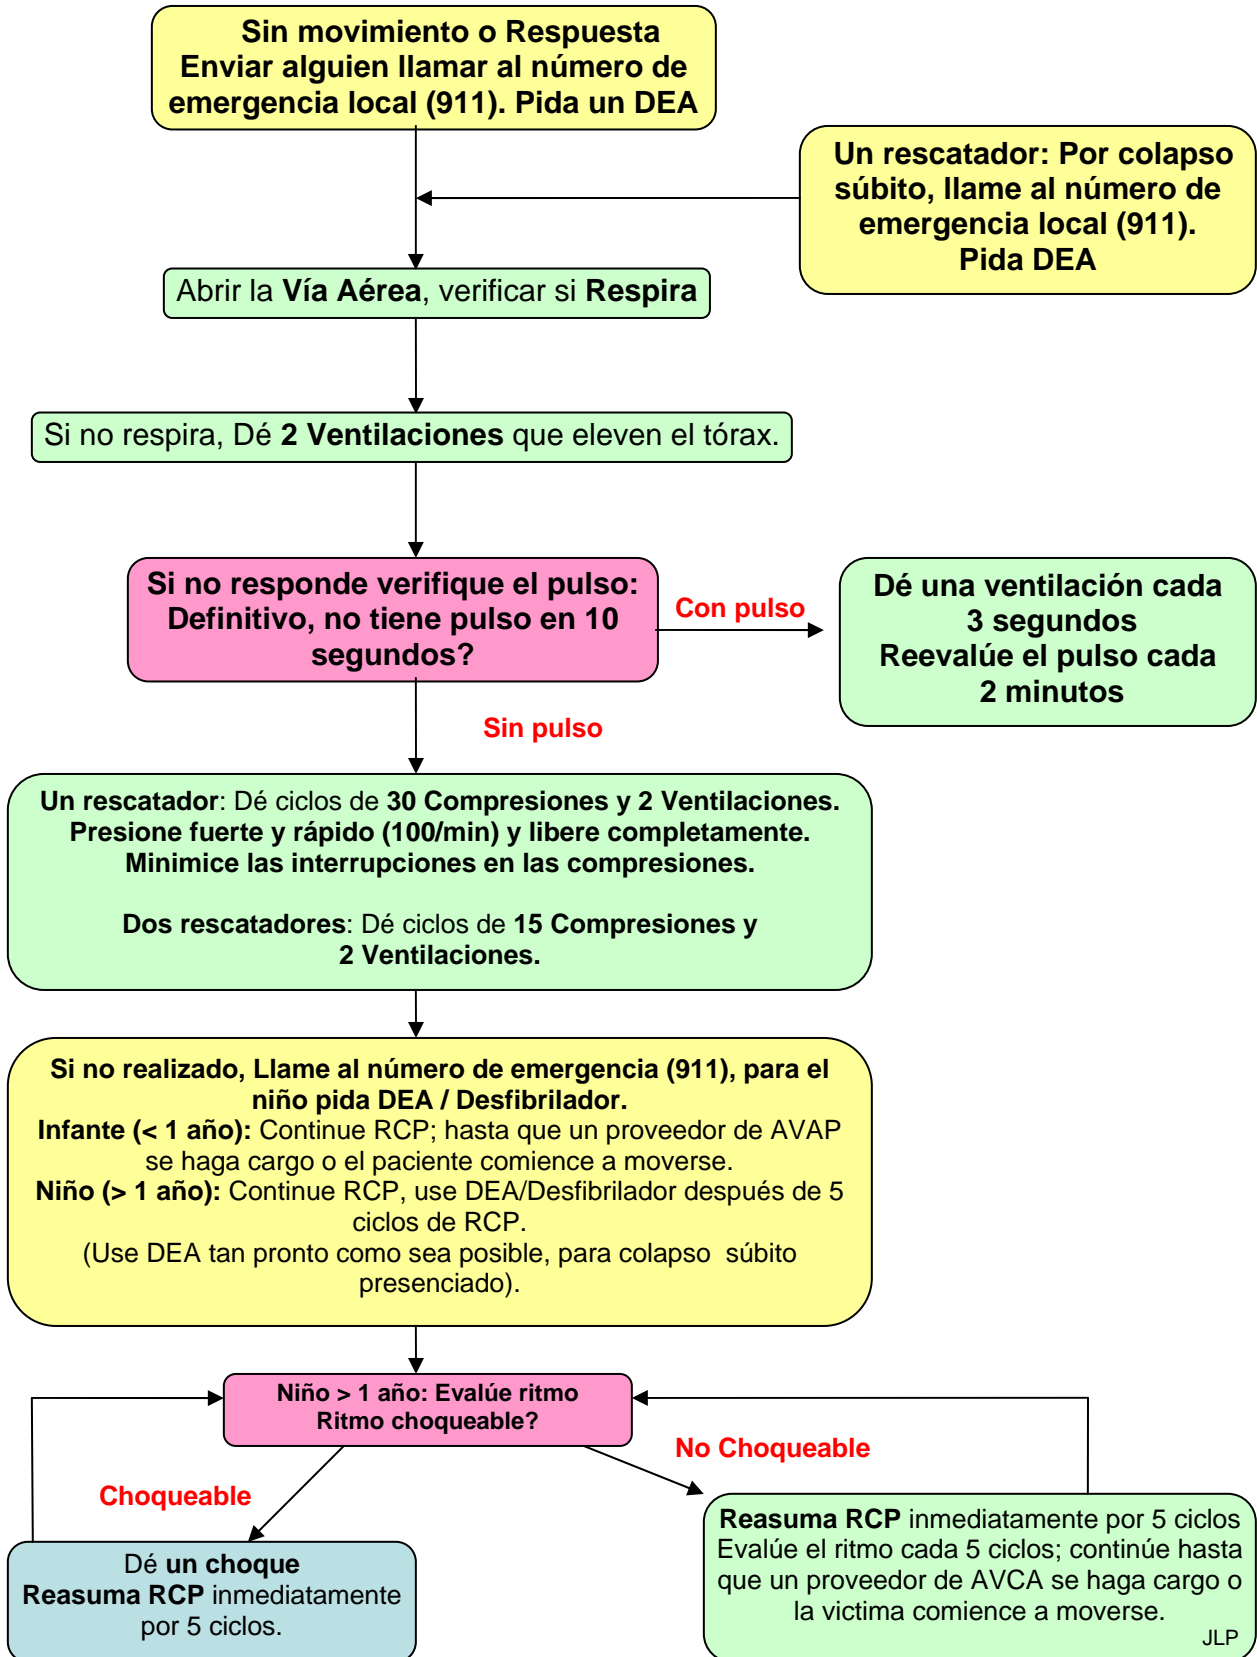 Sin movimiento o Respuesta
Enviar alguien llamar al número de
emergencia local (911). Pida un DEA
Un rescatador: Por colapso
súbito, llame al número de
emergencia local (911).
Pida DEA
Abrir la Vía Aérea, verificar si Respira
Si no respira, Dé 2 Ventilaciones que eleven el tórax.
Si no responde verifique el pulso:
Definitivo, no tiene pulso en 10
segundos?
Con pulso
Dé una ventilación cada
3 segundos
Reevalúe el pulso cada
2 minutos
Sin pulso
Un rescatador: Dé ciclos de 30 Compresiones y 2 Ventilaciones.
Presione fuerte y rápido (100/min) y libere completamente.
Minimice las interrupciones en las compresiones.
Dos rescatadores: Dé ciclos de 15 Compresiones y
2 Ventilaciones.
Si no realizado, Llame al número de emergencia (911), para el
niño pida DEA / Desfibrilador.
Infante (< 1 año): Continue RCP; hasta que un proveedor de AVAP
se haga cargo o el paciente comience a moverse.
Niño (> 1 año): Continue RCP, use DEA/Desfibrilador después de 5
ciclos de RCP.
(Use DEA tan pronto como sea posible, para colapso súbito
presenciado).
Niño > 1 año: Evalúe ritmo
Ritmo choqueable?
Choqueable
No Choqueable
Dé un choque
Reasuma RCP inmediatamente
por 5 ciclos.
Reasuma RCP inmediatamente por 5 ciclos
Evalúe el ritmo cada 5 ciclos; continúe hasta
que un proveedor de AVCA se haga cargo o
la victima comience a moverse.
JLP